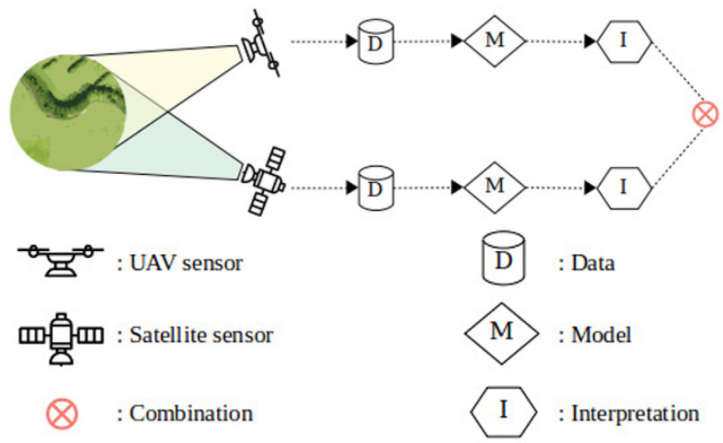 D M I
D M I
: UAV sensor
D : Data
: Satellite sensor
M : Model
: Combination
I : Interpretation